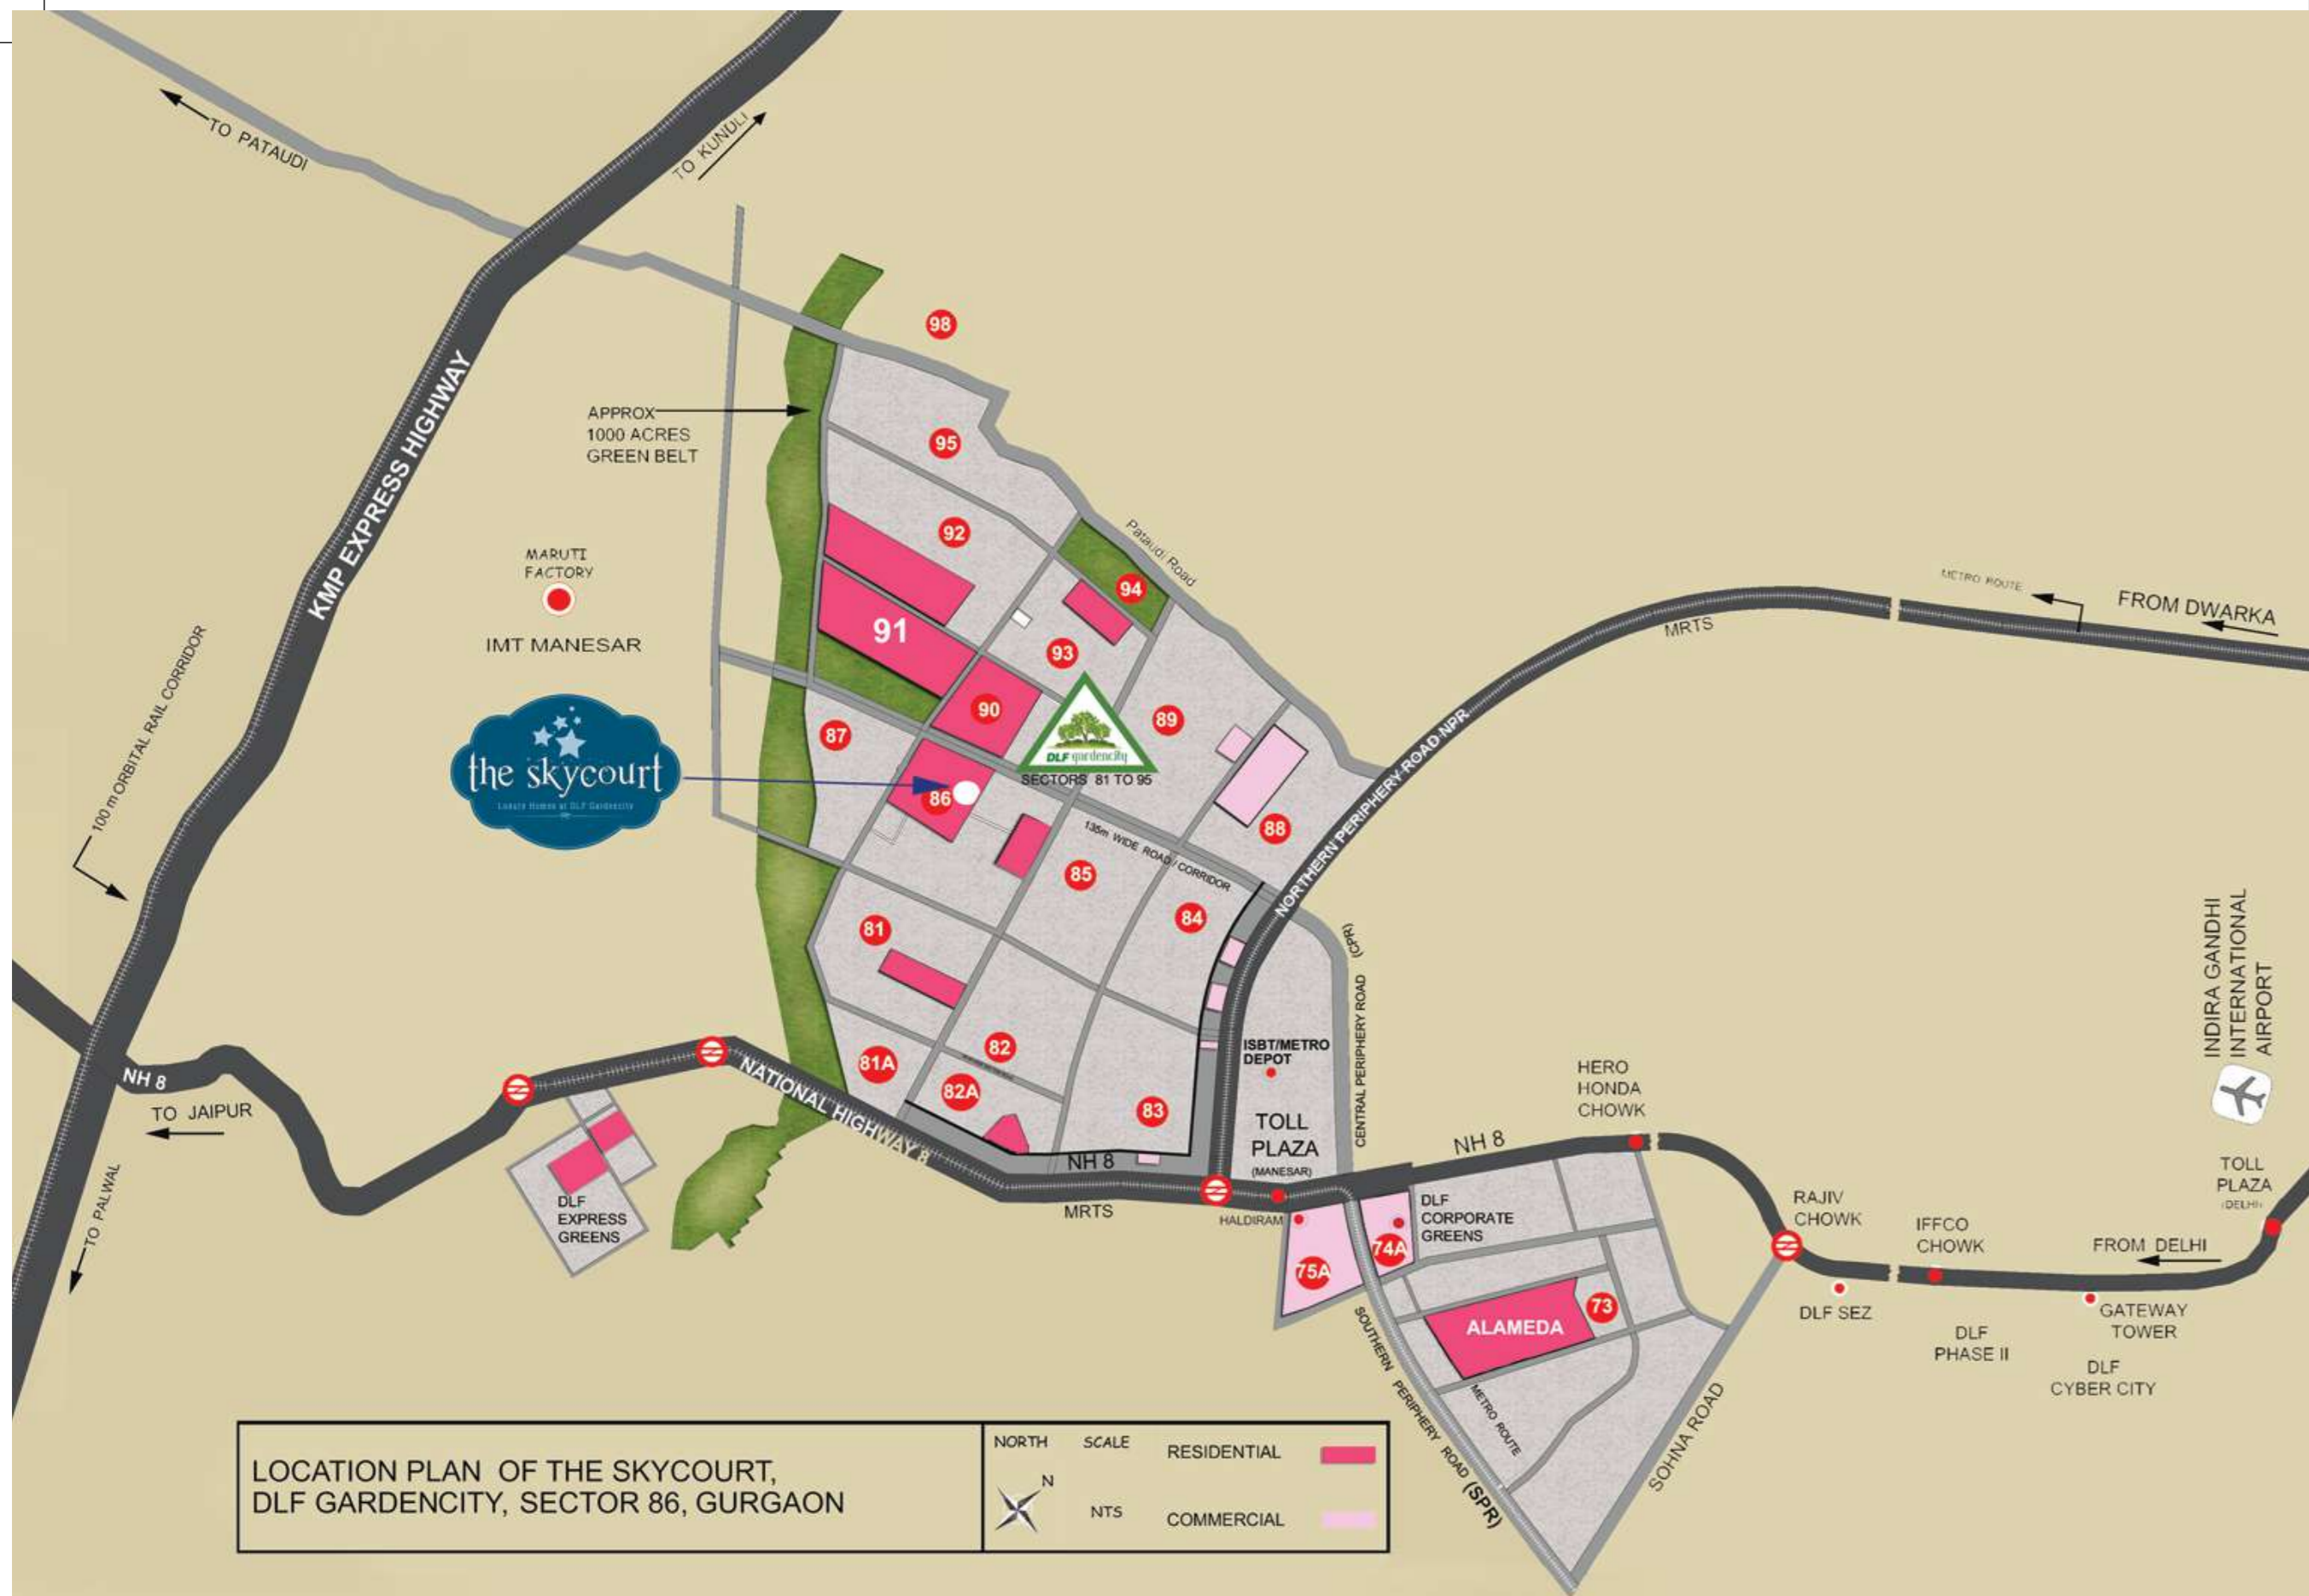 TO PATAUDI
TO KUNDLI
98
KMP EXPRESS HIGHWAY
APPROX
1000 ACRES
GREEN BELT
95
92
Pataudi Road
94
MARUTI
FACTORY
IMT MANESAR
91
93
METRO ROUTE
FROM DWARKA
MRTS
100 m ORBITAL RAIL CORRIDOR
90
89
87
DLF gardencity
SECTORS 81 TO 95
the skycourt
Luxury Homes at DLF Gardencity
86
88
NORTHERN PERIPHERY ROAD NPR
135m WIDE ROAD / CORRIDOR
85
84
81
CENTRAL PERIPHERY ROAD (CPR)
INDIRA GANDHI
INTERNATIONAL
AIRPORT
82
ISBT/METRO
DEPOT
81A
82A
83
NH 8
TO JAIPUR
NATIONAL HIGHWAY 8
TOLL
PLAZA
(MANESAR)
HERO
HONDA
CHOWK
NH 8
NH 8
MRTS
TO PALWAL
DLF
EXPRESS
GREENS
HALDIRAM
DLF
CORPORATE
GREENS
74A
75A
RAJIV
CHOWK
IFFCO
CHOWK
TOLL
PLAZA
(DELHI)
FROM DELHI
73
ALAMEDA
DLF SEZ
GATEWAY
TOWER
DLF
PHASE II
DLF
CYBER CITY
SOUTHERN PERIPHERY ROAD (SPR)
METRO ROUTE
SOHNA ROAD
LOCATION PLAN OF THE SKYCOURT,
DLF GARDENCITY, SECTOR 86, GURGAON
NORTH
N
SCALE
NTS
RESIDENTIAL
COMMERCIAL